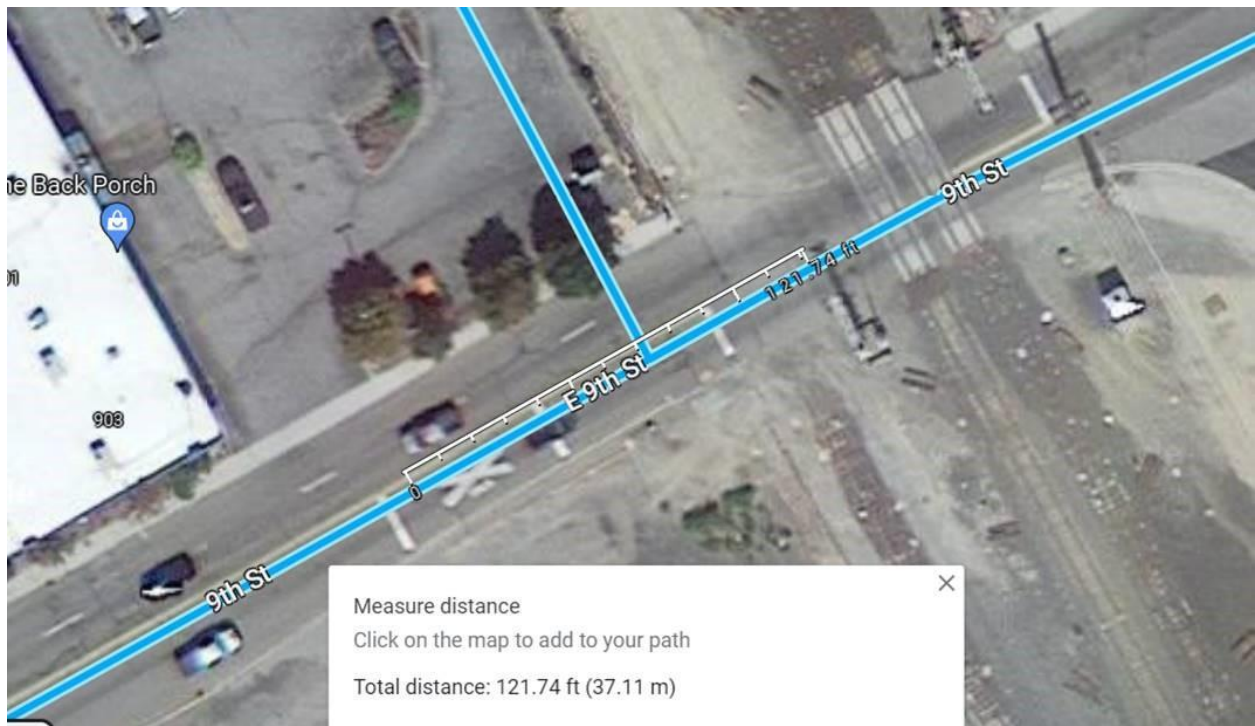 e Back Porch
9th St
121.74 ft
E 9th St
903
0
9th St
Measure distance
Click on the map to add to your path
Total distance: 121.74 ft (37.11 m)